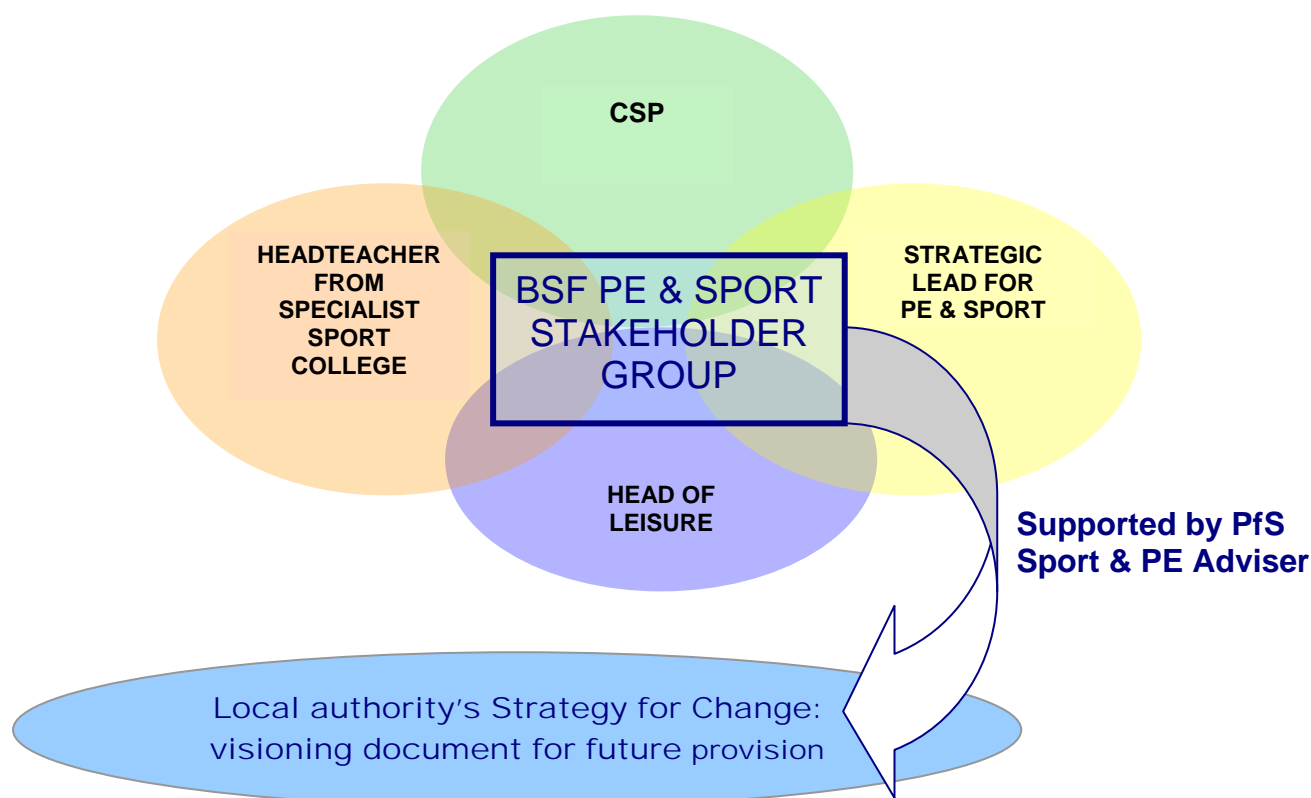 CSP
HEADTEACHER
FROM
SPECIALIST
SPORT
COLLEGE
BSF PE & SPORT
STAKEHOLDER
GROUP
STRATEGIC
LEAD FOR
PE & SPORT
HEAD OF
LEISURE
Supported by PfS
Sport & PE Adviser
Local authority's Strategy for Change:
visioning document for future provision